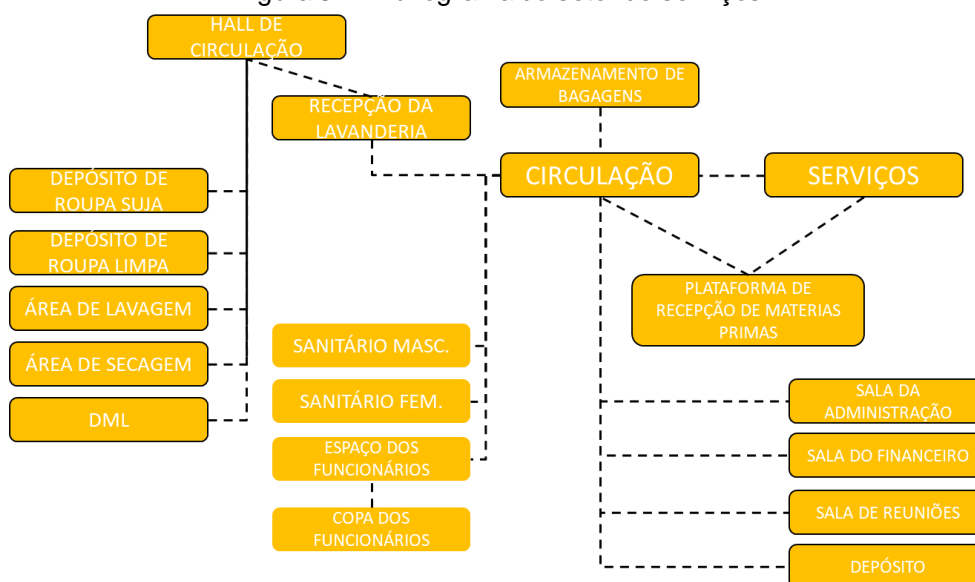 HALL DE
CIRCULAÇÃO
ARMAZENAMENTO DE
BAGAGENS
RECEPÇÃO DA
LAVANDERIA
CIRCULAÇÃO
SERVIÇOS
DEPÓSITO DE
ROUPA SUJA
DEPÓSITO DE
ROUPA LIMPA
PLATAFORMA DE
RECEPÇÃO DE MATERIAS
PRIMAS
ÁREA DE LAVAGEM
SANITÁRIO MASC.
ÁREA DE SECAGEM
SANITÁRIO FEM.
SALA DA
ADMINISTRAÇÃO
DML
ESPAÇO DOS
FUNCIONÁRIOS
SALA DO FINANCEIRO
COPA DOS
FUNCIONÁRIOS
SALA DE REUNIÕES
DEPÓSITO